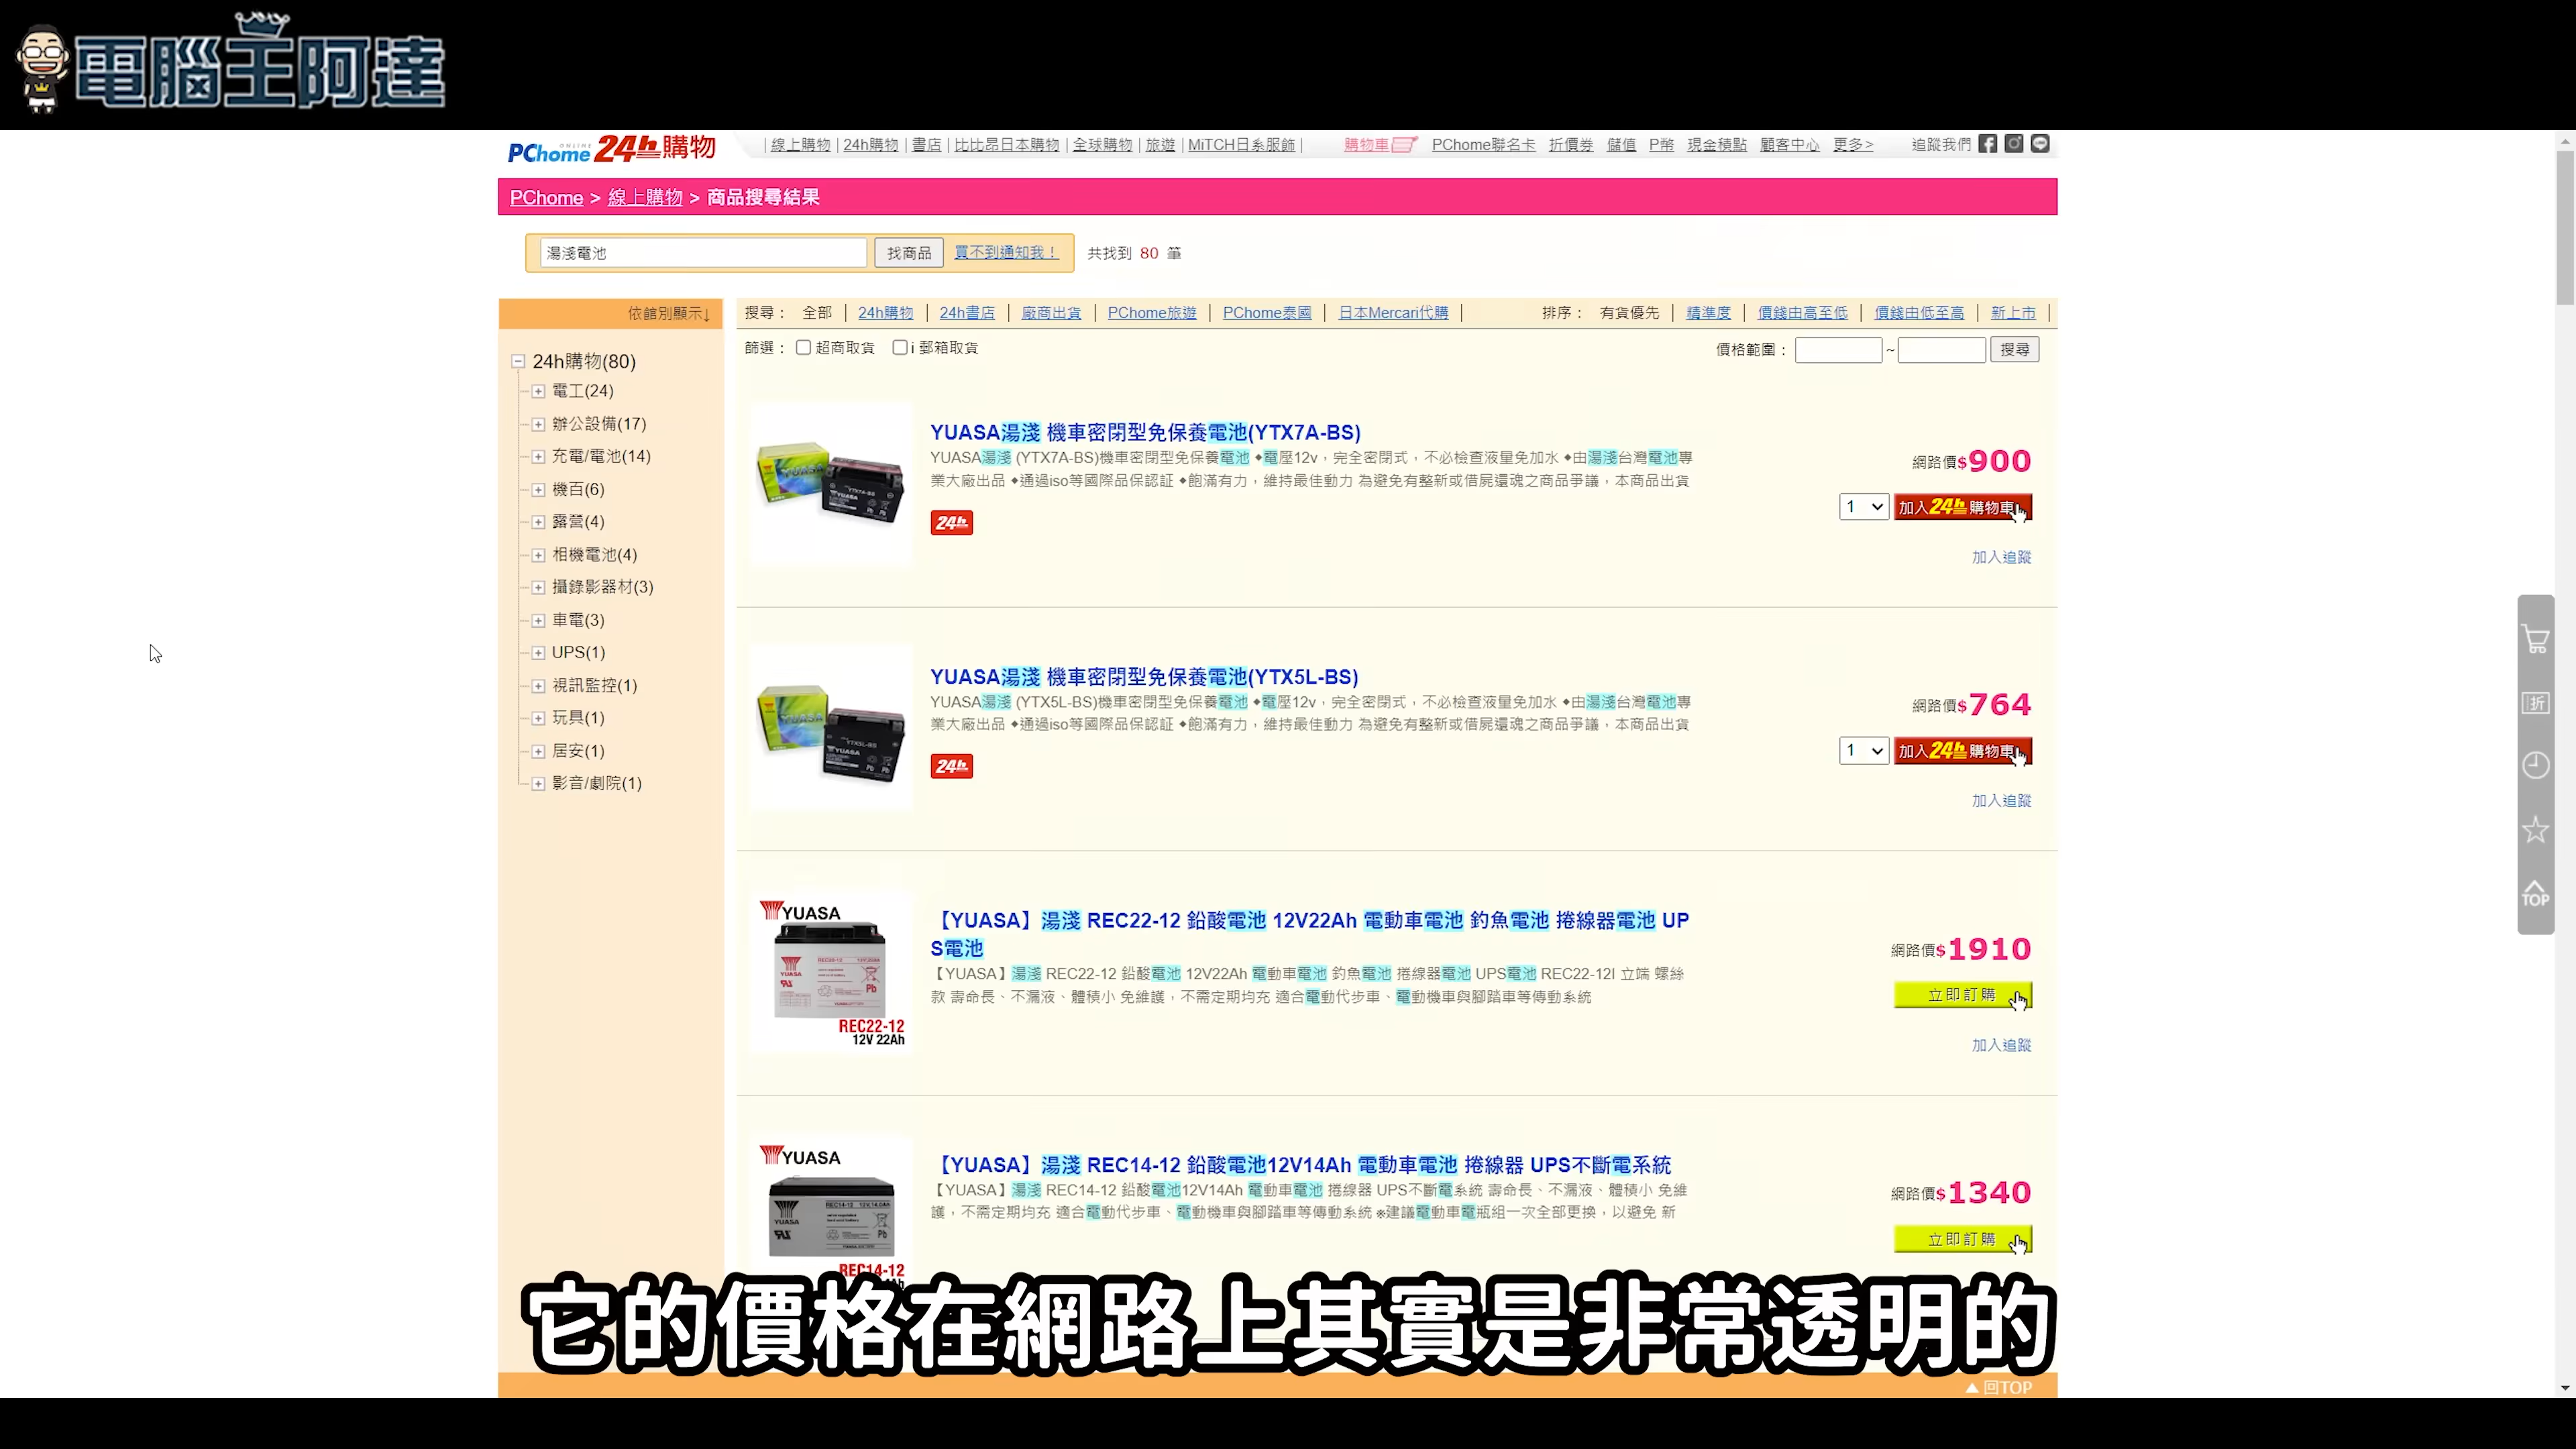 電腦王阿達
PChome ONLINE 24h購物
線上購物 | 24h購物 | 書店 | 比比昂日本購物 | 全球購物 | 旅遊 | MiTCH日系服飾 |
購物車 PChome聯名卡 折價券 儲值 P幣 現金積點 顧客中心 更多>
追蹤我們
PChome > 線上購物 > 商品搜尋結果
湯淺電池 找商品 買不到通知我！ 共找到 80 筆
依館別顯示↓
24h購物(80)
電工(24)
辦公設備(17)
充電/電池(14)
機百(6)
露營(4)
相機電池(4)
攝錄影器材(3)
車電(3)
UPS(1)
視訊監控(1)
玩具(1)
居安(1)
影音/劇院(1)
搜尋： 全部 | 24h購物 | 24h書店 | 廠商出貨 | PChome旅遊 | PChome泰國 | 日本Mercari代購 |
排序： 有貨優先 | 精準度 | 價錢由高至低 | 價錢由低至高 | 新上市 |
篩選： 超商取貨 i 郵箱取貨
價格範圍： ~ 搜尋
YUASA湯淺 機車密閉型免保養電池(YTX7A-BS)
YUASA湯淺 (YTX7A-BS)機車密閉型免保養電池 ◆電壓12v，完全密閉式，不必檢查液量免加水 ◆由湯淺台灣電池專
業大廠出品 ◆通過iso等國際品保認証 ◆飽滿有力，維持最佳動力 為避免有整新或借屍還魂之商品爭議，本商品出貨
24h
網路價$900
1 加入24h購物車
加入追蹤
YUASA湯淺 機車密閉型免保養電池(YTX5L-BS)
YUASA湯淺 (YTX5L-BS)機車密閉型免保養電池 ◆電壓12v，完全密閉式，不必檢查液量免加水 ◆由湯淺台灣電池專
業大廠出品 ◆通過iso等國際品保認証 ◆飽滿有力，維持最佳動力 為避免有整新或借屍還魂之商品爭議，本商品出貨
24h
網路價$764
1 加入24h購物車
加入追蹤
YUASA
REC22-12
12V 22Ah
【YUASA】湯淺 REC22-12 鉛酸電池 12V22Ah 電動車電池 釣魚電池 捲線器電池 UP
S電池
【YUASA】湯淺 REC22-12 鉛酸電池 12V22Ah 電動車電池 釣魚電池 捲線器電池 UPS電池 REC22-12I 立端 螺絲
款 壽命長、不漏液、體積小 免維護，不需定期均充 適合電動代步車、電動機車與腳踏車等傳動系統
網路價$1910
立即訂購
加入追蹤
YUASA
REC14-12
【YUASA】湯淺 REC14-12 鉛酸電池12V14Ah 電動車電池 捲線器 UPS不斷電系統
【YUASA】湯淺 REC14-12 鉛酸電池12V14Ah 電動車電池 捲線器 UPS不斷電系統 壽命長、不漏液、體積小 免維
護，不需定期均充 適合電動代步車、電動機車與腳踏車等傳動系統 ※建議電動車電瓶組一次全部更換，以避免 新
網路價$1340
立即訂購
折
TOP
它的價格在網路上其實是非常透明的
▲回TOP